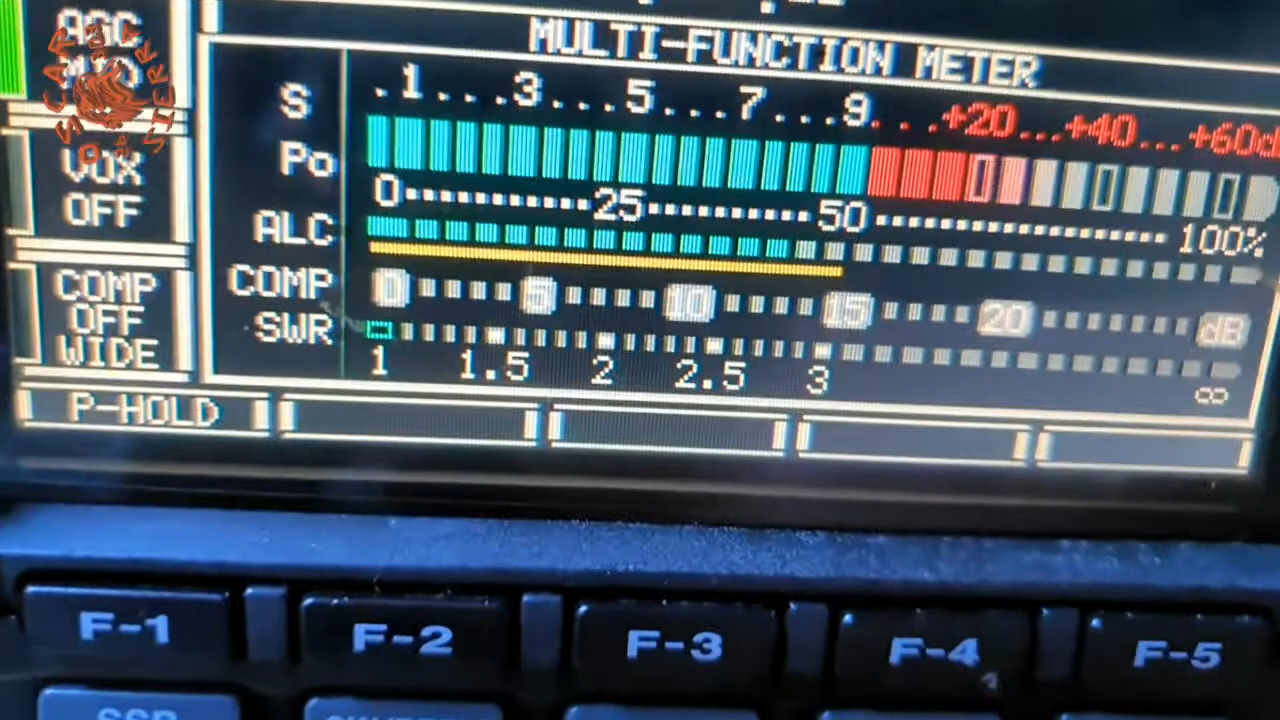 MULTI-FUNCTION METER
AGC
S .1...3...5...7...9...+20...+40...+60d
Po
0 25 50 100%
VOX
OFF
ALC
COMP 0 5 10 15 20 dB
SWR
1 1.5 2 2.5 3 ∞
COMP
OFF
WIDE
P-HOLD
F-1 F-2 F-3 F-4 F-5
SSB